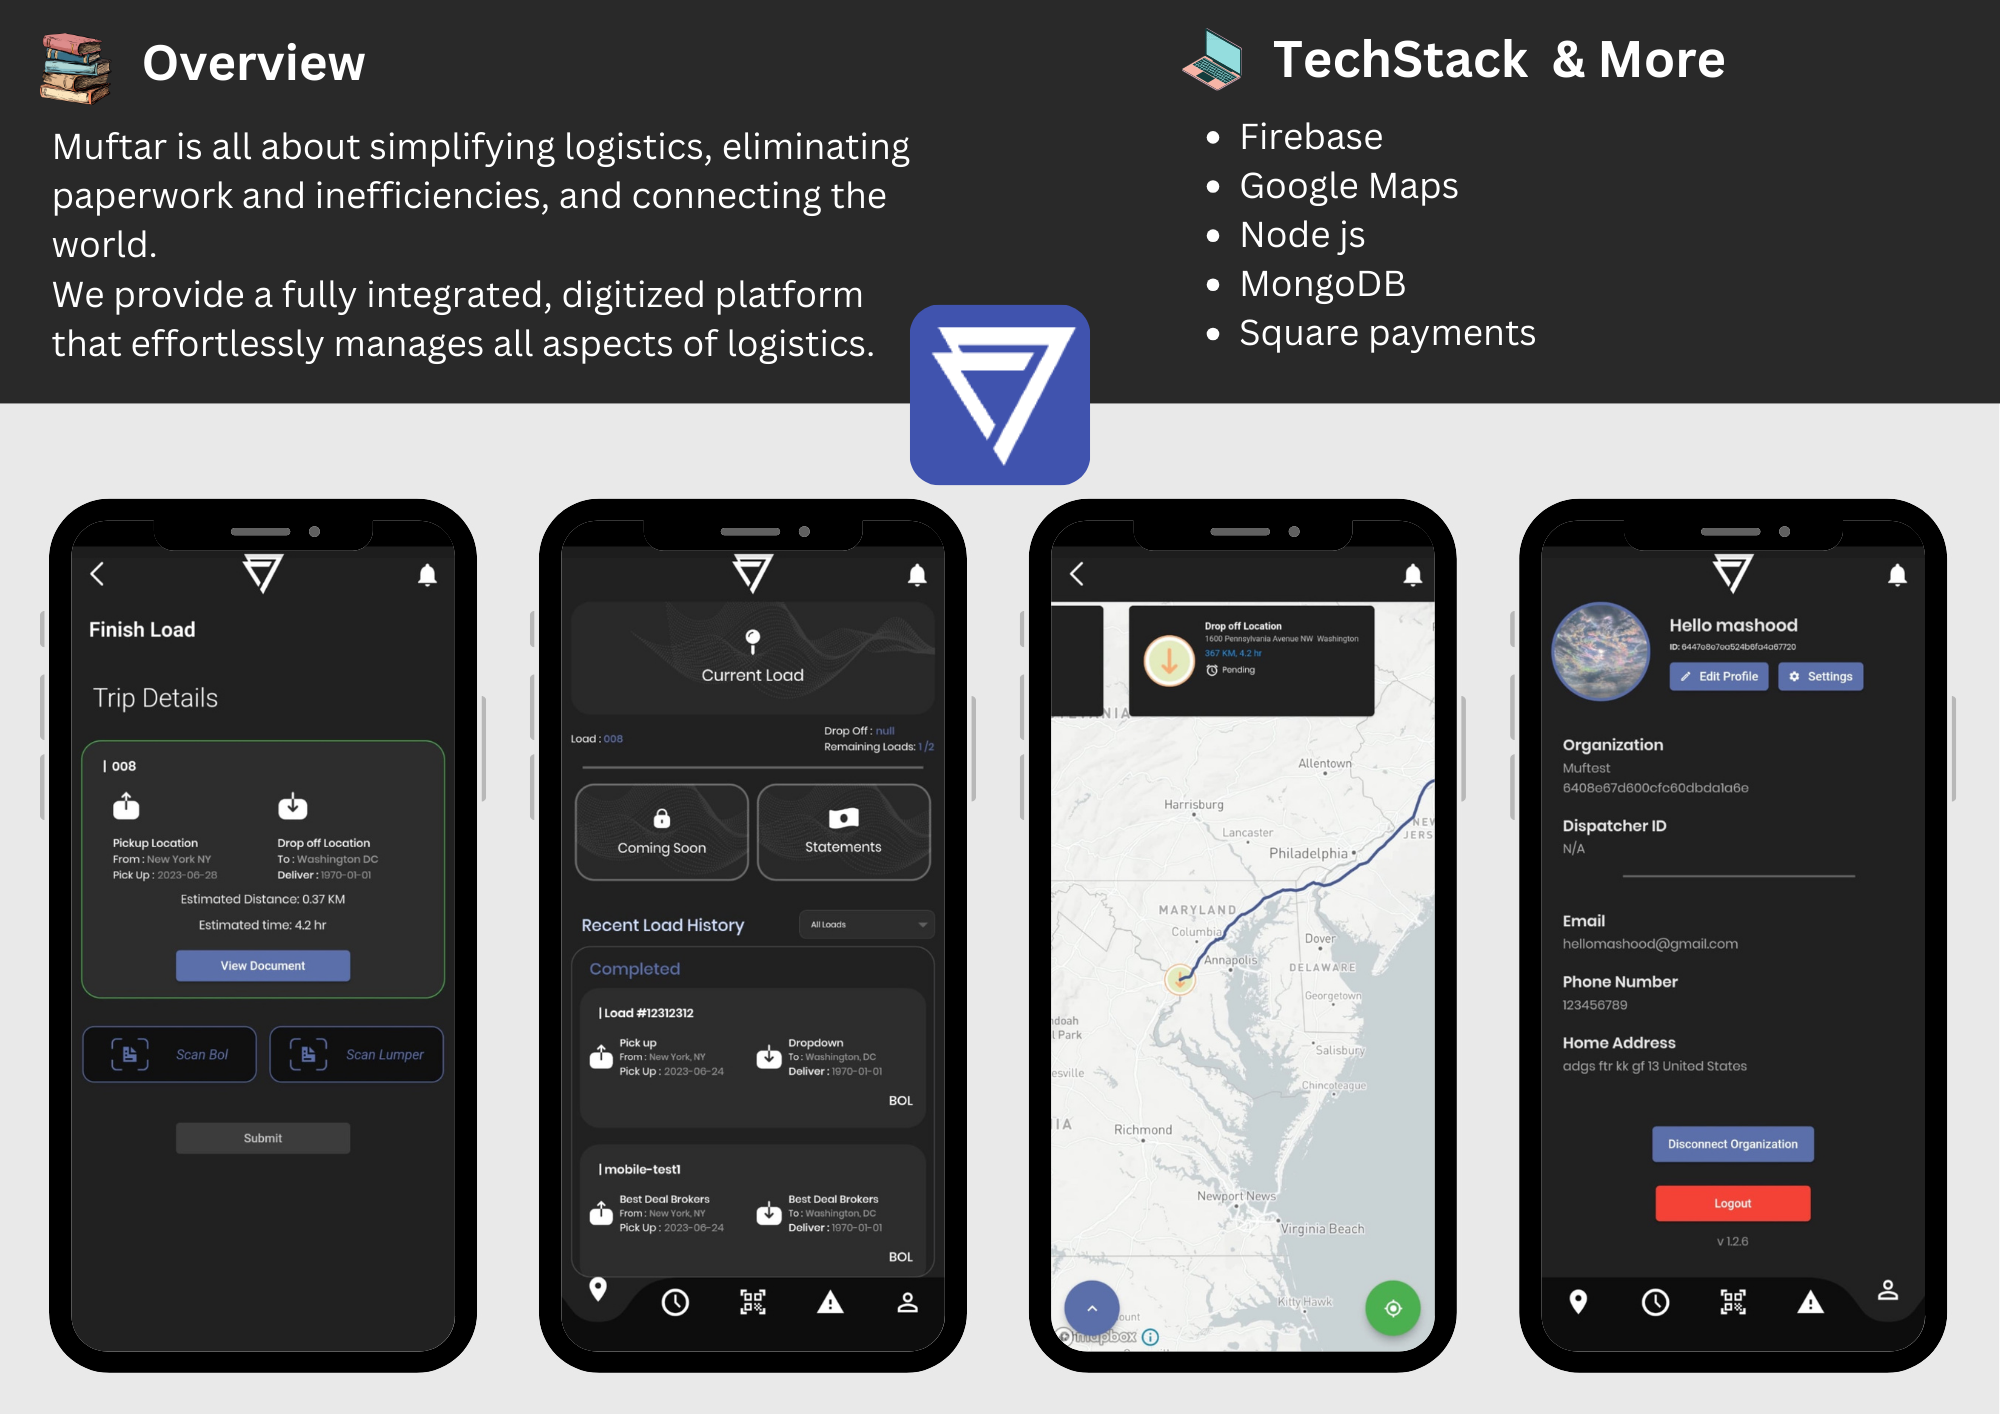 Overview
Muftar is all about simplifying logistics, eliminating
paperwork and inefficiencies, and connecting the
world.
We provide a fully integrated, digitized platform
that effortlessly manages all aspects of logistics.
TechStack & More
• Firebase
• Google Maps
• Node js
• MongoDB
• Square payments
Finish Load
Trip Details
| 008
Pickup Location
From : New York NY
Pick Up : 2023-06-28
Drop off Location
To : Washington DC
Deliver : 1970-01-01
Estimated Distance: 0.37 KM
Estimated time: 4.2 hr
View Document
Scan Bol
Scan Lumper
Submit
Current Load
Load : 008
Drop Off : null
Remaining Loads: 1 /2
Coming Soon
Statements
Recent Load History
All Loads
Completed
| Load #12312312
Pick up
From : New York, NY
Pick Up : 2023-06-24
Dropdown
To : Washington, DC
Deliver : 1970-01-01
BOL
| mobile-test1
Best Deal Brokers
From : New York, NY
Pick Up : 2023-06-24
Best Deal Brokers
To : Washington, DC
Deliver : 1970-01-01
BOL
Drop off Location
1600 Pennsylvania Avenue NW Washington
367 KM, 4.2 hr
Pending
Allentown
Harrisburg
Lancaster
Philadelphia
NEW
JERS
MARYLAND
Columbia
Dover
Annapolis
DELAWARE
Georgetown
ndoah
l Park
Salisbury
esville
Chincoteague
IA
Richmond
Newport News
Virginia Beach
Kitty Hawk
ount
mapbox
Hello mashood
Edit Profile
Settings
Organization
Muftest
6408e67d600cfc60dbda1a6e
Dispatcher ID
N/A
Email
hellomashood@gmail.com
Phone Number
123456789
Home Address
adgs ftr kk gf 13 United States
Disconnect Organization
Logout
v 1.2.6